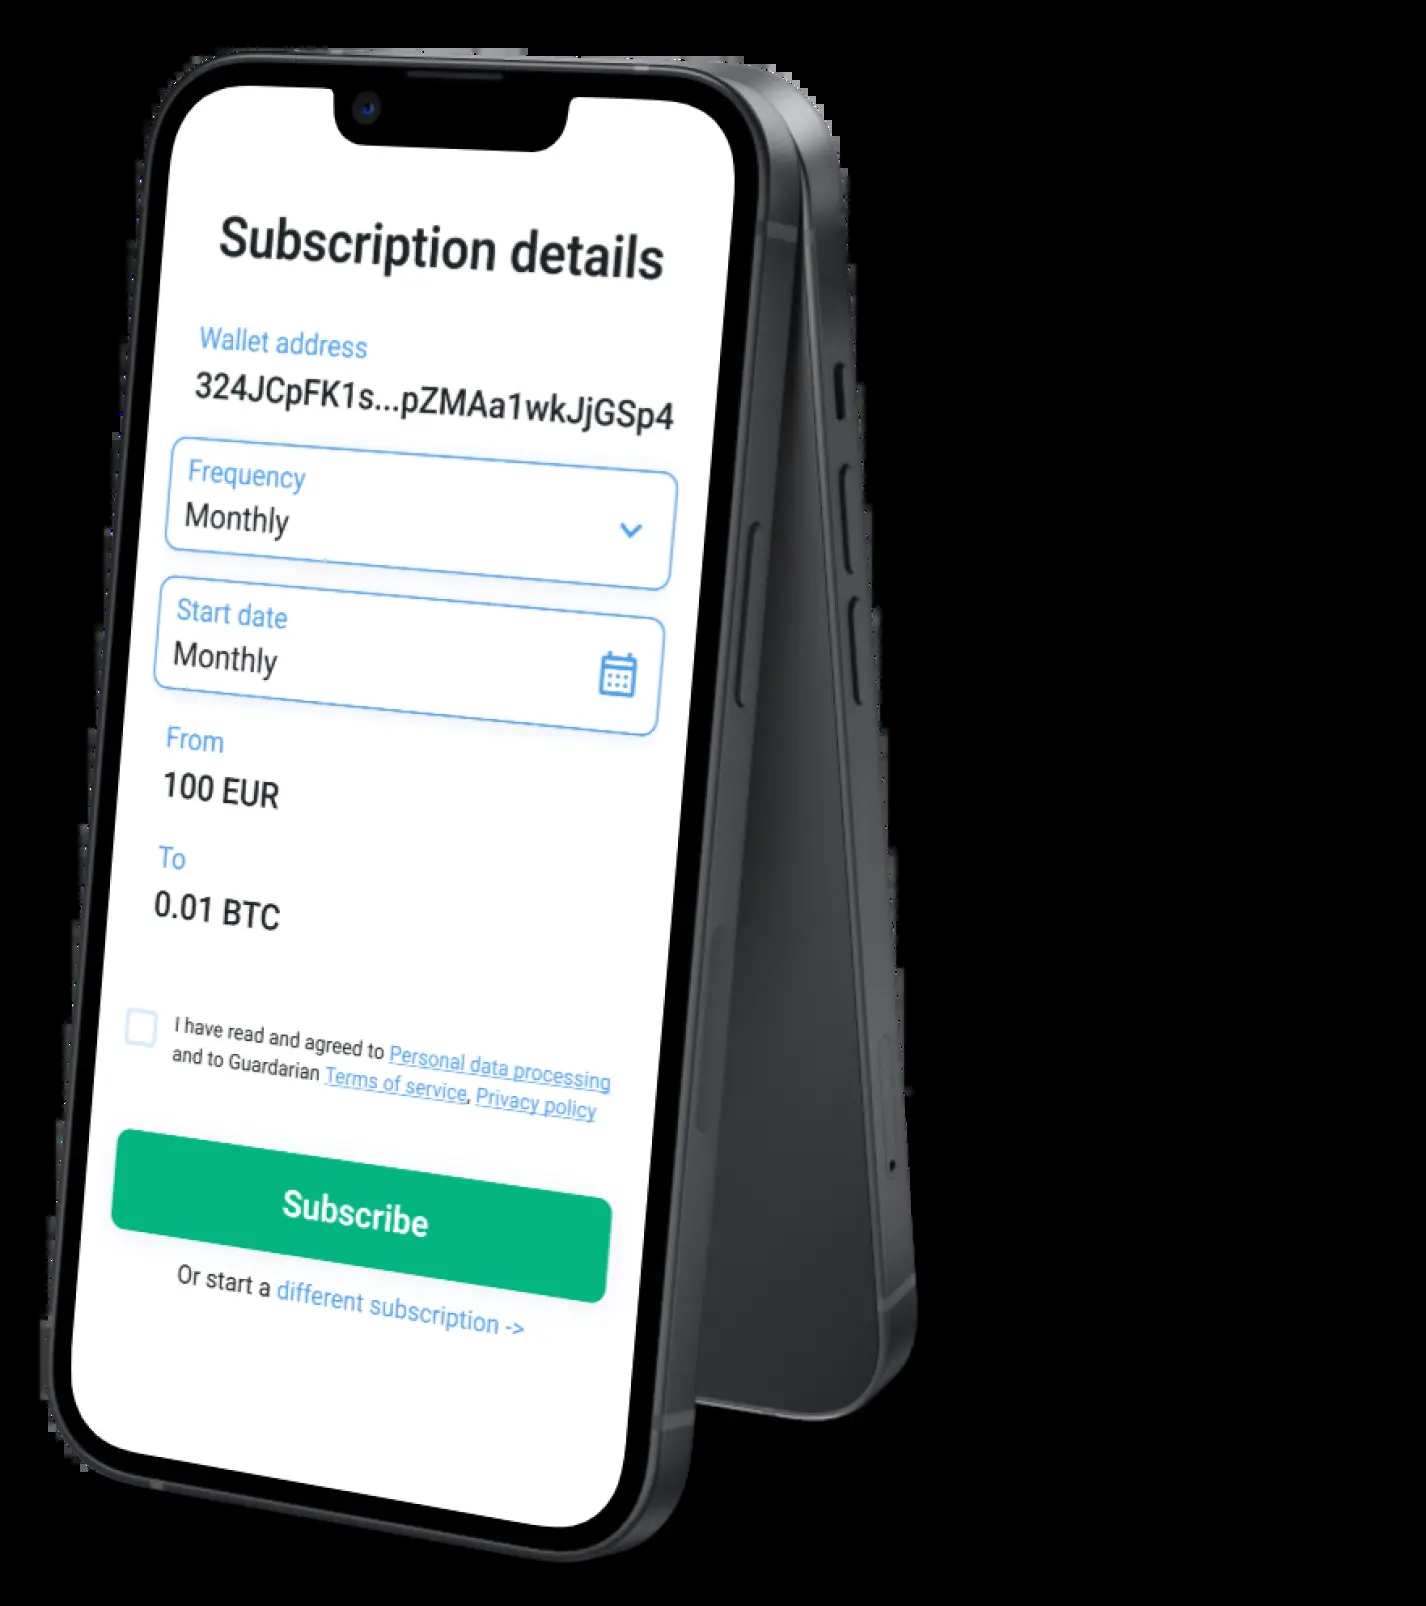 Subscription details
Wallet address
324JCpFK1s...pZMAa1wkJjGSp4
Frequency
Monthly
Start date
Monthly
From
100 EUR
To
0.01 BTC
I have read and agreed to Personal data processing
and to Guardarian Terms of service, Privacy policy
Subscribe
Or start a different subscription ->